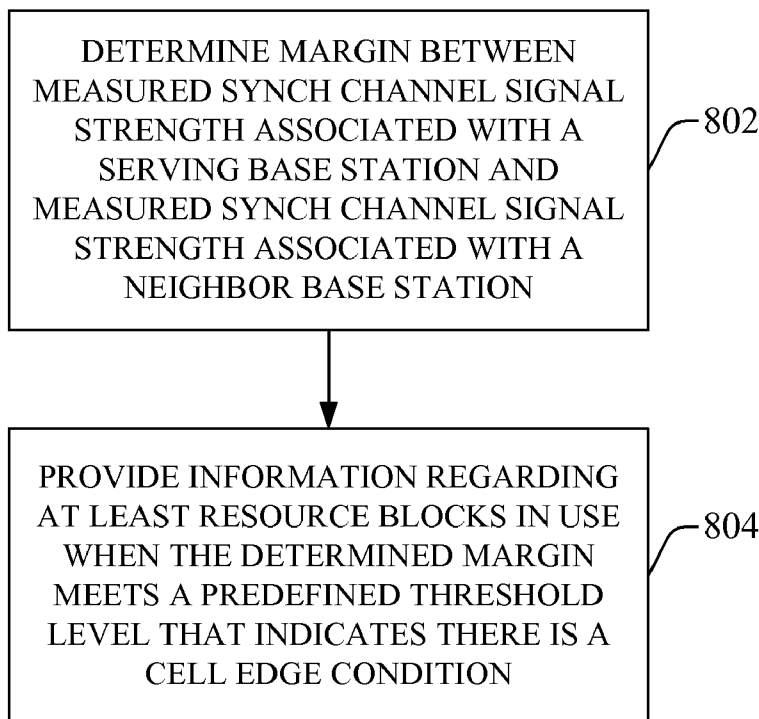 DETERMINE MARGIN BETWEEN
MEASURED SYNCH CHANNEL SIGNAL
STRENGTH ASSOCIATED WITH A
SERVING BASE STATION AND
MEASURED SYNCH CHANNEL SIGNAL
STRENGTH ASSOCIATED WITH A
NEIGHBOR BASE STATION
802
PROVIDE INFORMATION REGARDING
AT LEAST RESOURCE BLOCKS IN USE
WHEN THE DETERMINED MARGIN
MEETS A PREDEFINED THRESHOLD
LEVEL THAT INDICATES THERE IS A
CELL EDGE CONDITION
804